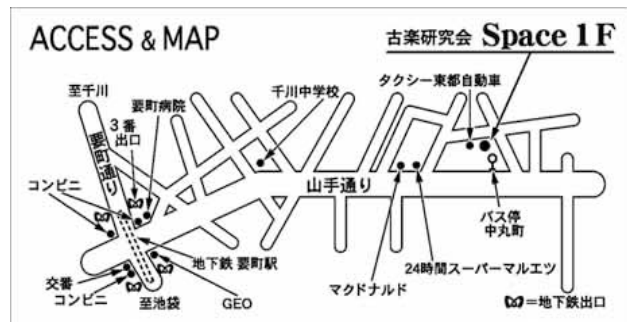 ACCESS & MAP
古楽研究会 Space 1F
至千川
要町病院
3番
出口
千川中学校
タクシー東都自動車
要町通り
コンビニ
山手通り
バス停
中丸町
地下鉄 要町駅
24時間スーパーマルエツ
マクドナルド
交番
コンビニ
至池袋
GEO
=地下鉄出口